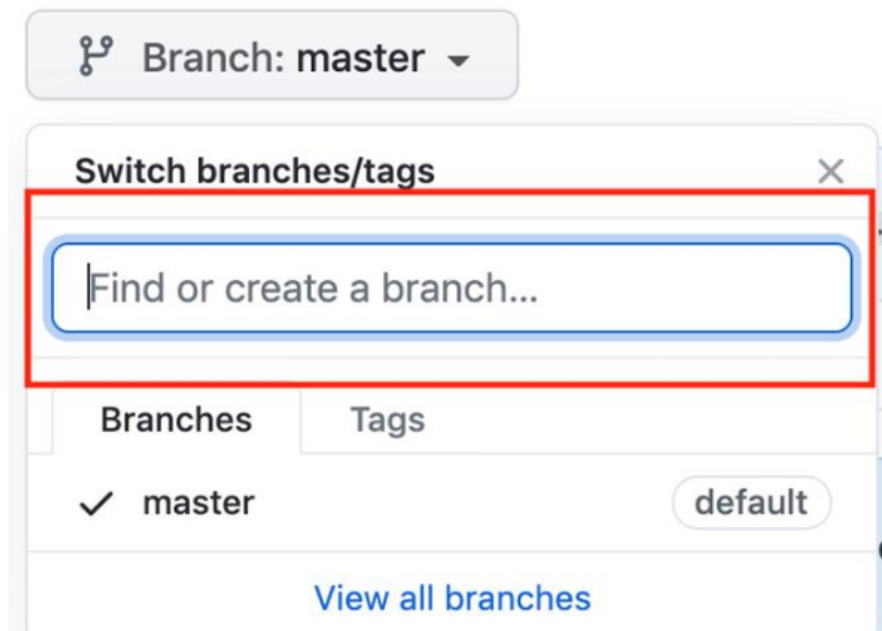 Branch: master
Switch branches/tags
Find or create a branch...
Branches Tags
master default
View all branches